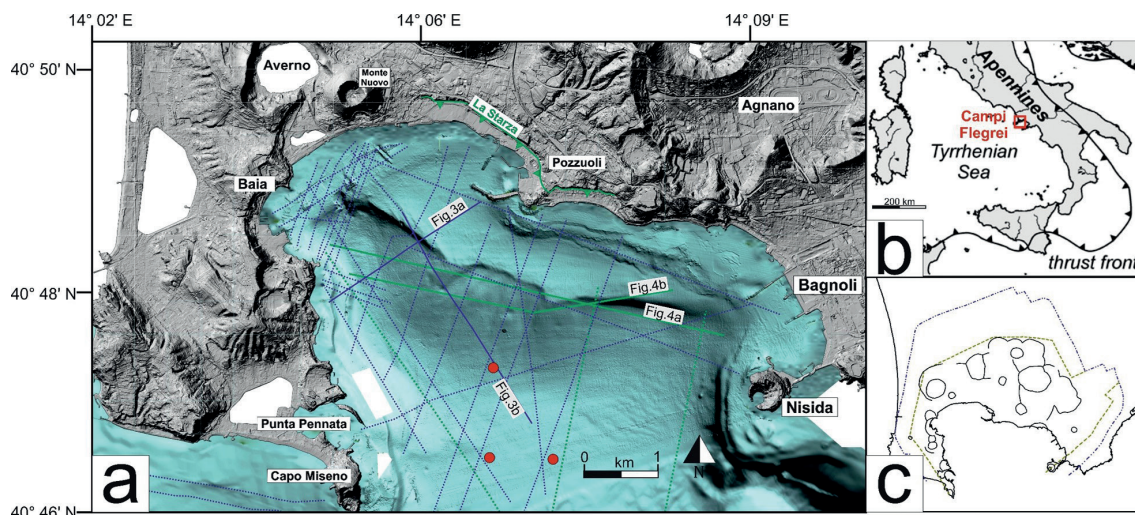 14° 02’ E
14° 06’ E
14° 09’ E
40° 50’ N
40° 48’ N
40° 46’ N
Averno
Monte
Nuovo
La Starza
Agnano
Pozzuoli
Baia
Fig.3a
Fig.4b
Fig.4a
Bagnoli
Fig.3b
Nisida
Punta Pennata
Capo Miseno
0
1
km
N
a
Apennines
Campi
Flegrei
Tyrrhenian
Sea
200 km
thrust front
b
c